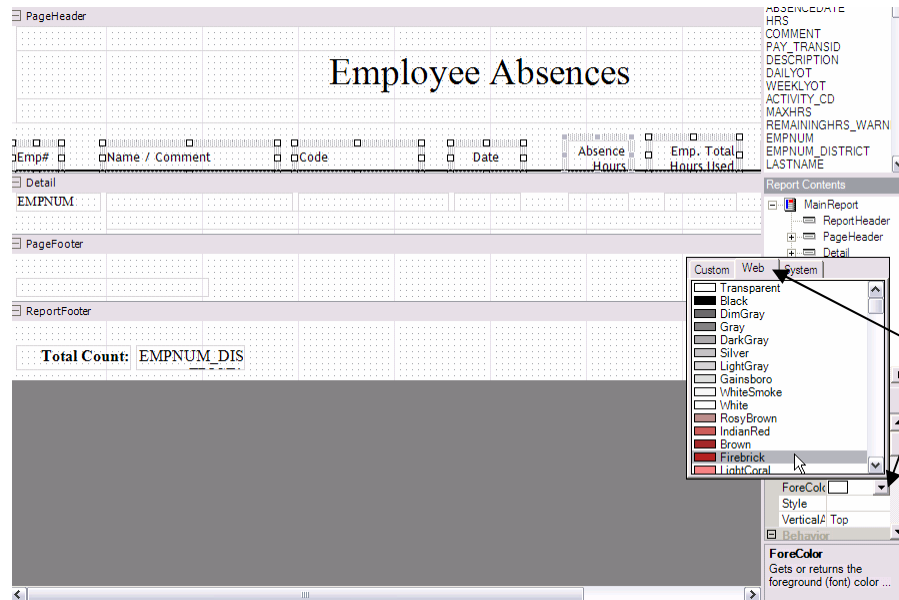 PageHeader
Employee Absences
Emp#
Name / Comment
Code
Date
Absence
Hours
Emp. Total
Hours Used
Detail
EMPNUM
PageFooter
ReportFooter
Total Count:
EMPNUM_DIS
ABSENCEDATE
HRS
COMMENT
PAY_TRANSID
DESCRIPTION
DAILYOT
WEEKLYOT
ACTIVITY_CD
MAXHRS
REMAININGHRS_WARN
EMPNUM
EMPNUM_DISTRICT
LASTNAME
Report Contents
MainReport
ReportHeader
PageHeader
Detail
Custom Web System
Transparent
Black
DimGray
Gray
DarkGray
Silver
LightGray
Gainsboro
WhiteSmoke
White
RosyBrown
IndianRed
Brown
Firebrick
LightCoral
ForeColo
Style
VerticalA Top
Behavior
ForeColor
Gets or returns the
foreground (font) color ...